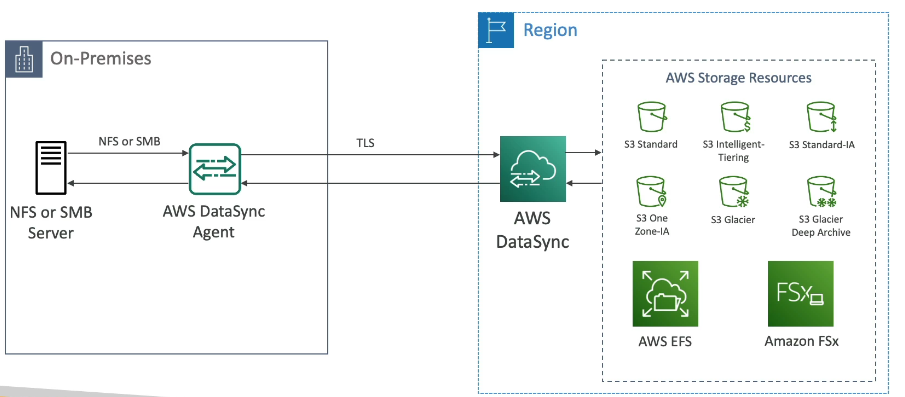 Region
On-Premises
AWS Storage Resources
NFS or SMB
TLS
S3 Standard
S3 Intelligent-
Tiering
S3 Standard-IA
NFS or SMB
Server
AWS DataSync
Agent
AWS
DataSync
S3 One
Zone-IA
S3 Glacier
S3 Glacier
Deep Archive
FSx
AWS EFS
Amazon FSx